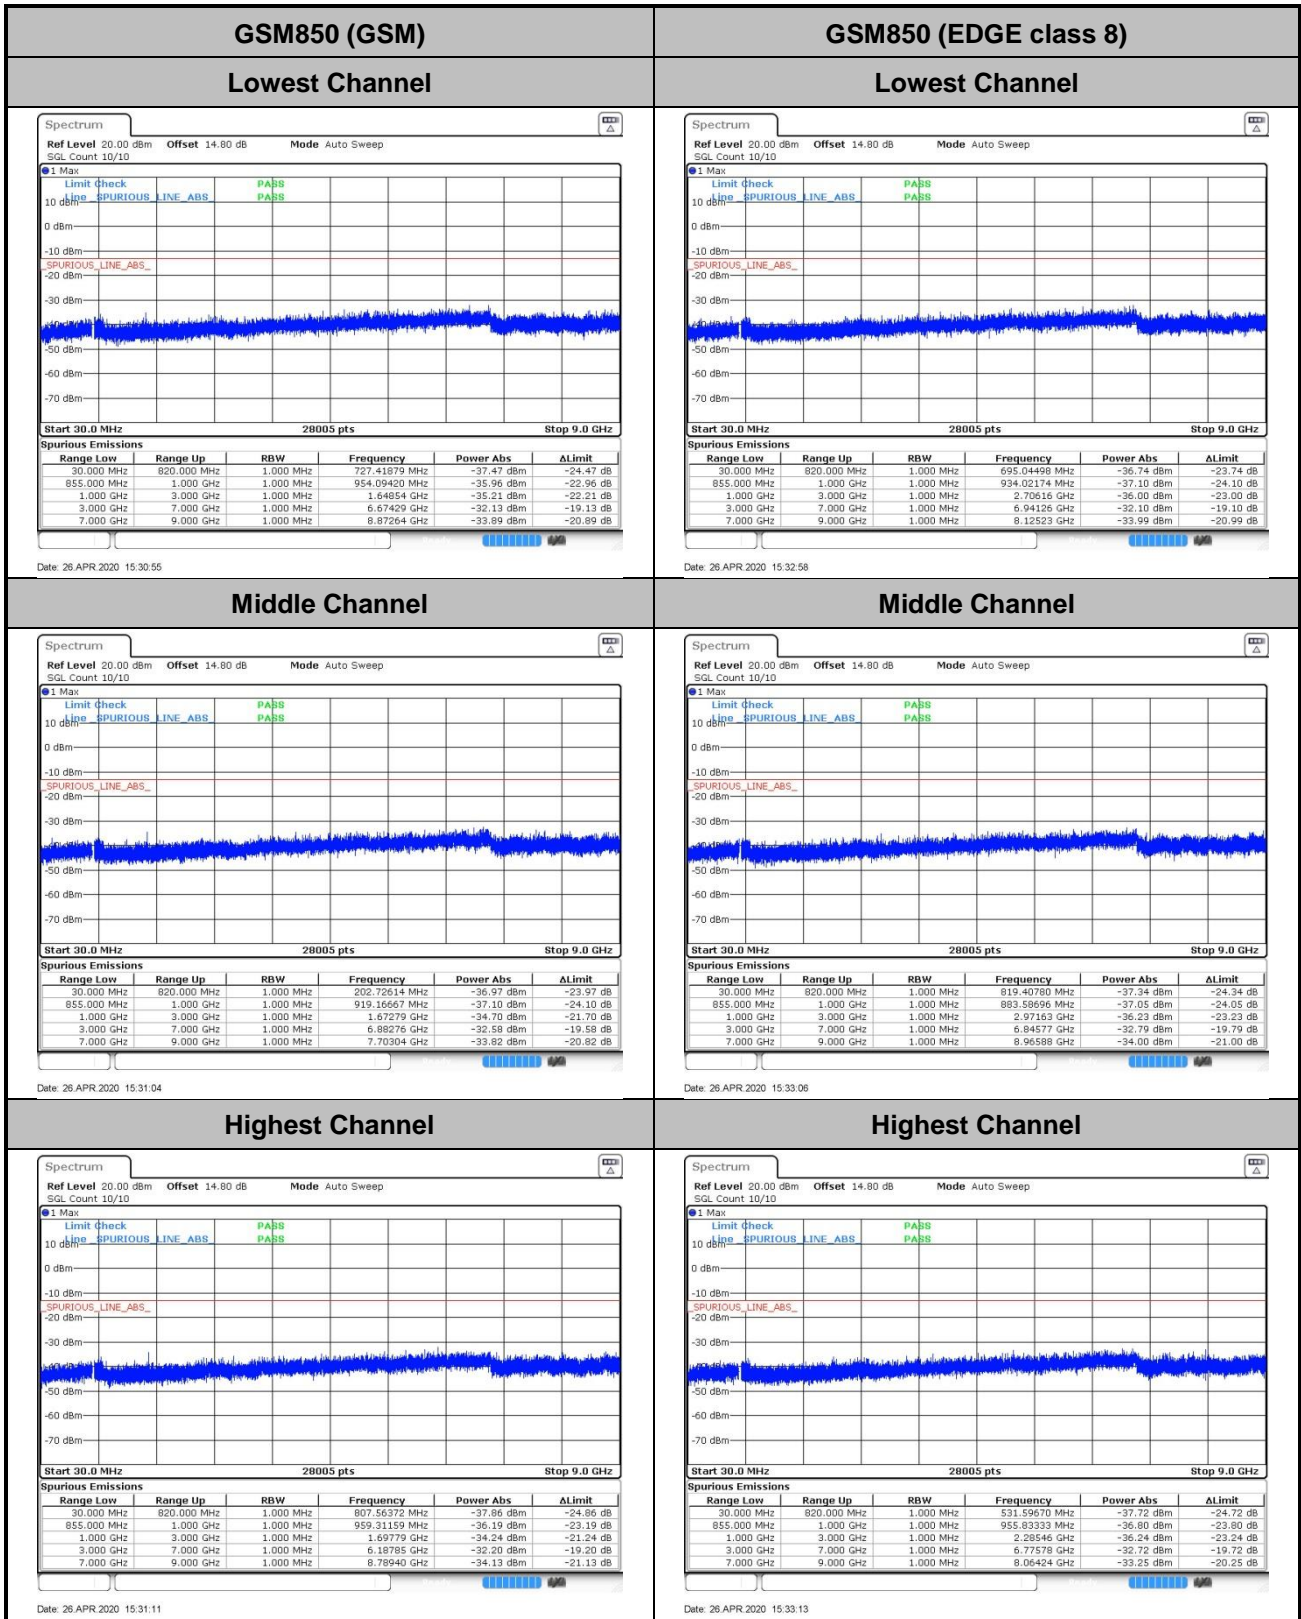 GSM850 (GSM)
GSM850 (EDGE class 8)
Lowest Channel
Lowest Channel
Spectrum
Ref Level 20.00 dBm Offset 14.80 dB Mode Auto Sweep
SGL Count 10/10
1 Max
Limit Check PASS
Line _SPURIOUS_LINE_ABS_ PASS
10 dBm
0 dBm
-10 dBm
_SPURIOUS_LINE_ABS_
-20 dBm
-30 dBm
-50 dBm
-60 dBm
-70 dBm
Start 30.0 MHz 28005 pts Stop 9.0 GHz
Spurious Emissions
Range Low Range Up RBW Frequency Power Abs ΔLimit
30.000 MHz 820.000 MHz 1.000 MHz 727.41879 MHz -37.47 dBm -24.47 dB
855.000 MHz 1.000 GHz 1.000 MHz 954.09420 MHz -35.96 dBm -22.96 dB
1.000 GHz 3.000 GHz 1.000 MHz 1.64854 GHz -35.21 dBm -22.21 dB
3.000 GHz 7.000 GHz 1.000 MHz 6.67429 GHz -32.13 dBm -19.13 dB
7.000 GHz 9.000 GHz 1.000 MHz 8.87264 GHz -33.89 dBm -20.89 dB
Date: 26.APR.2020 15:30:55
Spectrum
Ref Level 20.00 dBm Offset 14.80 dB Mode Auto Sweep
SGL Count 10/10
1 Max
Limit Check PASS
Line _SPURIOUS_LINE_ABS_ PASS
10 dBm
0 dBm
-10 dBm
_SPURIOUS_LINE_ABS_
-20 dBm
-30 dBm
-50 dBm
-60 dBm
-70 dBm
Start 30.0 MHz 28005 pts Stop 9.0 GHz
Spurious Emissions
Range Low Range Up RBW Frequency Power Abs ΔLimit
30.000 MHz 820.000 MHz 1.000 MHz 695.04498 MHz -36.74 dBm -23.74 dB
855.000 MHz 1.000 GHz 1.000 MHz 934.02174 MHz -37.10 dBm -24.10 dB
1.000 GHz 3.000 GHz 1.000 MHz 2.70616 GHz -36.00 dBm -23.00 dB
3.000 GHz 7.000 GHz 1.000 MHz 6.94126 GHz -32.10 dBm -19.10 dB
7.000 GHz 9.000 GHz 1.000 MHz 8.12523 GHz -33.99 dBm -20.99 dB
Date: 26.APR.2020 15:32:58
Middle Channel
Middle Channel
Spectrum
Ref Level 20.00 dBm Offset 14.80 dB Mode Auto Sweep
SGL Count 10/10
1 Max
Limit Check PASS
Line _SPURIOUS_LINE_ABS_ PASS
10 dBm
0 dBm
-10 dBm
_SPURIOUS_LINE_ABS_
-20 dBm
-30 dBm
-50 dBm
-60 dBm
-70 dBm
Start 30.0 MHz 28005 pts Stop 9.0 GHz
Spurious Emissions
Range Low Range Up RBW Frequency Power Abs ΔLimit
30.000 MHz 820.000 MHz 1.000 MHz 202.72614 MHz -36.97 dBm -23.97 dB
855.000 MHz 1.000 GHz 1.000 MHz 919.16667 MHz -37.10 dBm -24.10 dB
1.000 GHz 3.000 GHz 1.000 MHz 1.67279 GHz -34.70 dBm -21.70 dB
3.000 GHz 7.000 GHz 1.000 MHz 6.88276 GHz -32.58 dBm -19.58 dB
7.000 GHz 9.000 GHz 1.000 MHz 7.70304 GHz -33.82 dBm -20.82 dB
Date: 26.APR.2020 15:31:04
Spectrum
Ref Level 20.00 dBm Offset 14.80 dB Mode Auto Sweep
SGL Count 10/10
1 Max
Limit Check PASS
Line _SPURIOUS_LINE_ABS_ PASS
10 dBm
0 dBm
-10 dBm
_SPURIOUS_LINE_ABS_
-20 dBm
-30 dBm
-50 dBm
-60 dBm
-70 dBm
Start 30.0 MHz 28005 pts Stop 9.0 GHz
Spurious Emissions
Range Low Range Up RBW Frequency Power Abs ΔLimit
30.000 MHz 820.000 MHz 1.000 MHz 819.40780 MHz -37.34 dBm -24.34 dB
855.000 MHz 1.000 GHz 1.000 MHz 883.58696 MHz -37.05 dBm -24.05 dB
1.000 GHz 3.000 GHz 1.000 MHz 2.97163 GHz -36.23 dBm -23.23 dB
3.000 GHz 7.000 GHz 1.000 MHz 6.84577 GHz -32.79 dBm -19.79 dB
7.000 GHz 9.000 GHz 1.000 MHz 8.96588 GHz -34.00 dBm -21.00 dB
Date: 26.APR.2020 15:33:06
Highest Channel
Highest Channel
Spectrum
Ref Level 20.00 dBm Offset 14.80 dB Mode Auto Sweep
SGL Count 10/10
1 Max
Limit Check PASS
Line _SPURIOUS_LINE_ABS_ PASS
10 dBm
0 dBm
-10 dBm
_SPURIOUS_LINE_ABS_
-20 dBm
-30 dBm
-50 dBm
-60 dBm
-70 dBm
Start 30.0 MHz 28005 pts Stop 9.0 GHz
Spurious Emissions
Range Low Range Up RBW Frequency Power Abs ΔLimit
30.000 MHz 820.000 MHz 1.000 MHz 807.56372 MHz -37.86 dBm -24.86 dB
855.000 MHz 1.000 GHz 1.000 MHz 959.31159 MHz -36.19 dBm -23.19 dB
1.000 GHz 3.000 GHz 1.000 MHz 1.69779 GHz -34.24 dBm -21.24 dB
3.000 GHz 7.000 GHz 1.000 MHz 6.18785 GHz -32.20 dBm -19.20 dB
7.000 GHz 9.000 GHz 1.000 MHz 8.78940 GHz -34.13 dBm -21.13 dB
Date: 26.APR.2020 15:31:11
Spectrum
Ref Level 20.00 dBm Offset 14.80 dB Mode Auto Sweep
SGL Count 10/10
1 Max
Limit Check PASS
Line _SPURIOUS_LINE_ABS_ PASS
10 dBm
0 dBm
-10 dBm
_SPURIOUS_LINE_ABS_
-20 dBm
-30 dBm
-50 dBm
-60 dBm
-70 dBm
Start 30.0 MHz 28005 pts Stop 9.0 GHz
Spurious Emissions
Range Low Range Up RBW Frequency Power Abs ΔLimit
30.000 MHz 820.000 MHz 1.000 MHz 531.59670 MHz -37.72 dBm -24.72 dB
855.000 MHz 1.000 GHz 1.000 MHz 955.83333 MHz -36.80 dBm -23.80 dB
1.000 GHz 3.000 GHz 1.000 MHz 2.28546 GHz -36.24 dBm -23.24 dB
3.000 GHz 7.000 GHz 1.000 MHz 6.77578 GHz -32.72 dBm -19.72 dB
7.000 GHz 9.000 GHz 1.000 MHz 8.06424 GHz -33.25 dBm -20.25 dB
Date: 26.APR.2020 15:33:13